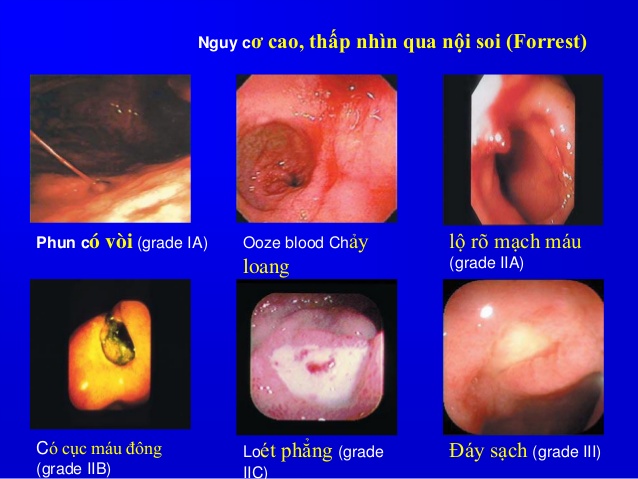 Nguy cơ cao, thấp nhìn qua nội soi (Forrest)
Phun có vòi (grade IA)
Ooze blood Chảy
loang
lộ rõ mạch máu
(grade IIA)
Có cục máu đông
(grade IIB)
Loét phẳng (grade
IIC)
Đáy sạch (grade III)